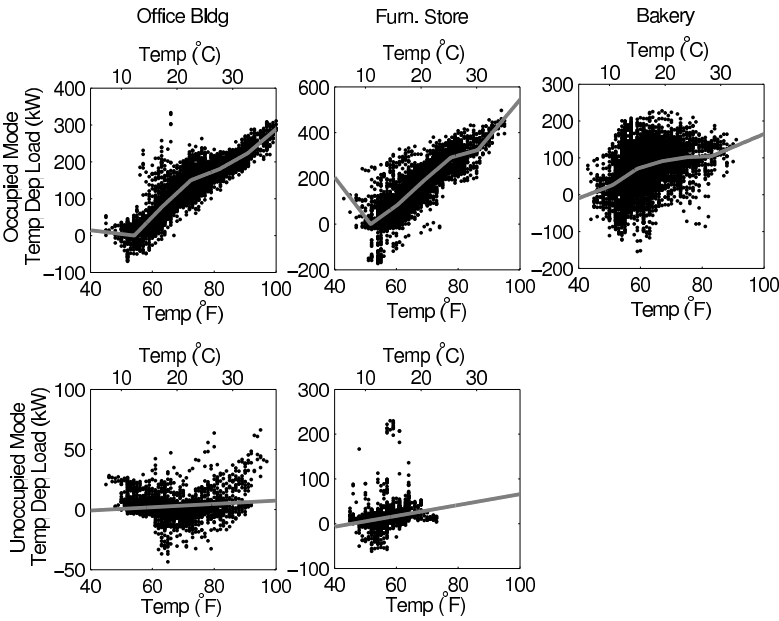 Office Bldg Furn. Store Bakery
Temp (°C) Temp (°C) Temp (°C)
10 20 30 10 20 30 10 20 30
Occupied Mode
Temp Dep Load (kW)
400
300
200
100
0
−100
600
400
200
0
−200
300
200
100
0
−100
−200
40 60 80 100 40 60 80 100 40 60 80 100
Temp (°F) Temp (°F) Temp (°F)
Temp (°C) Temp (°C)
10 20 30 10 20 30
Unoccupied Mode
Temp Dep Load (kW)
100
50
0
−50
300
200
100
0
−100
40 60 80 100 40 60 80 100
Temp (°F) Temp (°F)